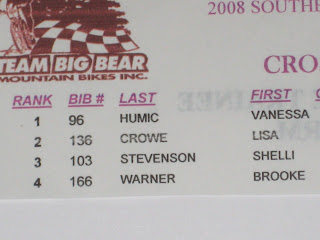 2008 SOUTHE
TEAM BIG BEAR
MOUNTAIN BIKES INC.
CRO
RANK BIB # LAST FIRST C
1 96 HUMIC VANESSA
2 136 CROWE LISA
3 103 STEVENSON SHELLI
4 166 WARNER BROOKE